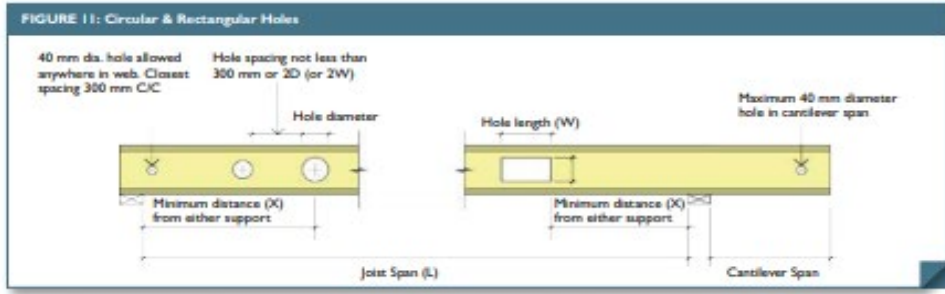 FIGURE 11: Circular & Rectangular Holes
40 mm dia. hole allowed
anywhere in web. Closest
spacing 300 mm C/C
Hole spacing not less than
300 mm or 2D (or 2W)
Hole diameter
Hole length (W)
Maximum 40 mm diameter
hole in cantilever span
Minimum distance (X)
from either support
Minimum distance (X)
from either support
Joist Span (L)
Cantilever Span